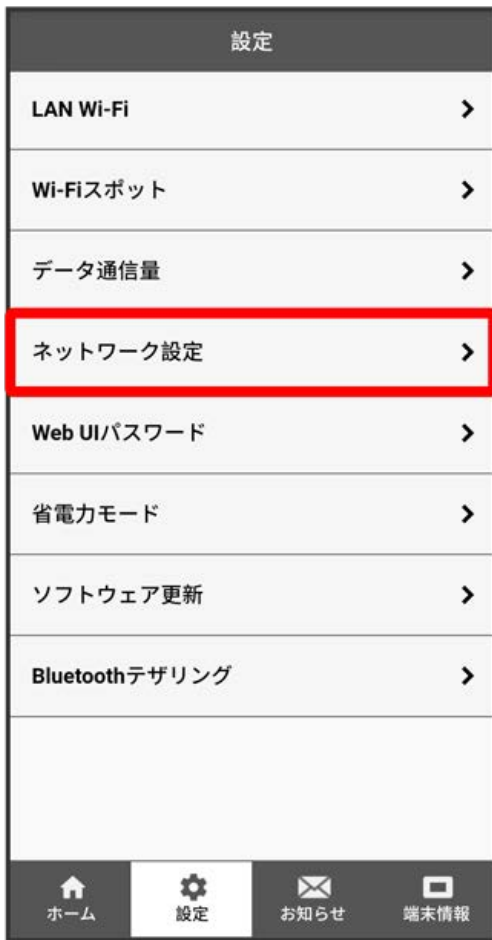 設定
LAN Wi-Fi
Wi-Fiスポット
データ通信量
ネットワーク設定
Web UIパスワード
省電力モード
ソフトウェア更新
Bluetoothテザリング
ホーム
設定
お知らせ
端末情報